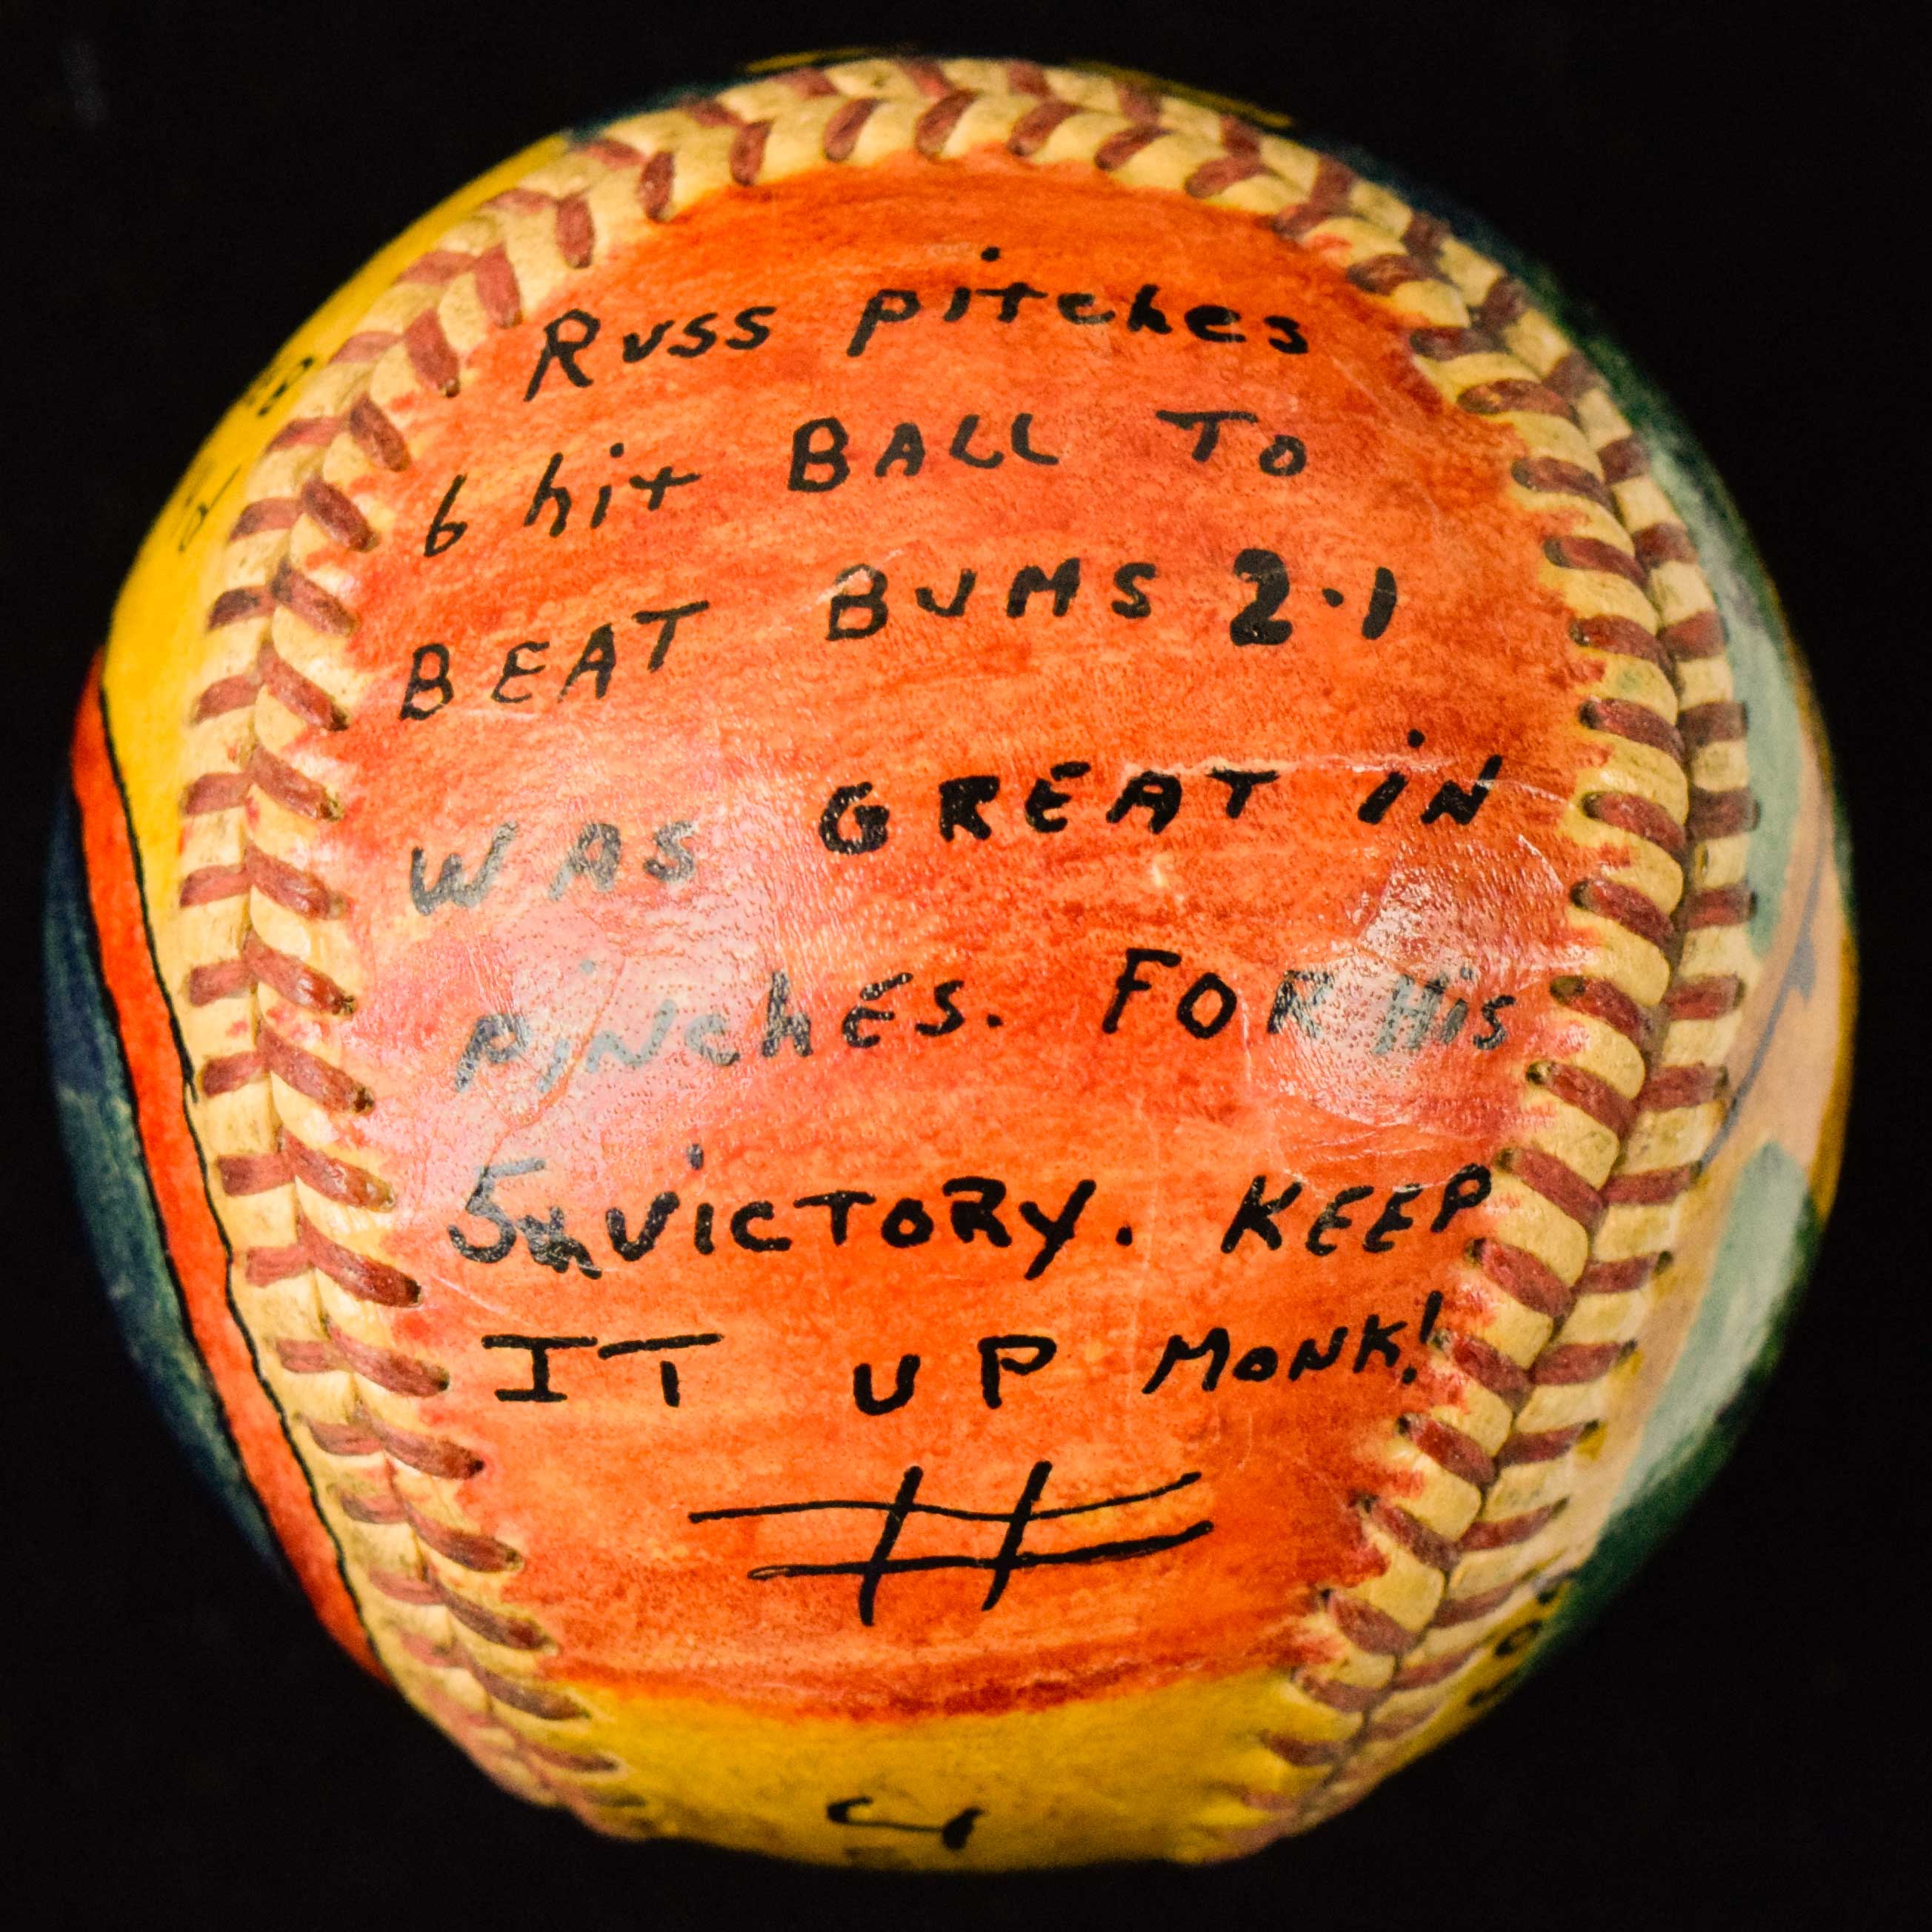 Russ pitches
6 hit BALL TO
BEAT BUMS 2-1
WAS GREAT iN
PiNchES. FOR His
5th VICTORY. KEEP
IT UP MONK!